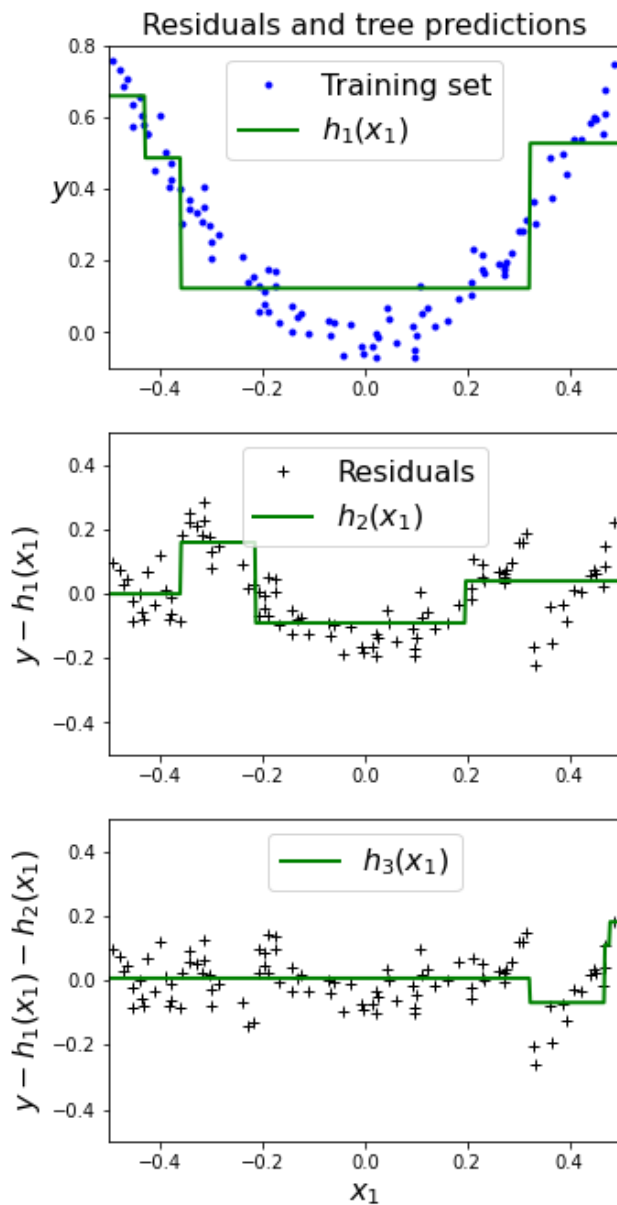 Residuals and tree predictions
0.8
0.6
0.4
0.2
0.0
y
Training set
h₁(x₁)
−0.4 −0.2 0.0 0.2 0.4
0.4
0.2
0.0
−0.2
−0.4
y − h₁(x₁)
Residuals
h₂(x₁)
−0.4 −0.2 0.0 0.2 0.4
0.4
0.2
0.0
−0.2
−0.4
y − h₁(x₁) − h₂(x₁)
h₃(x₁)
−0.4 −0.2 0.0 0.2 0.4
x₁